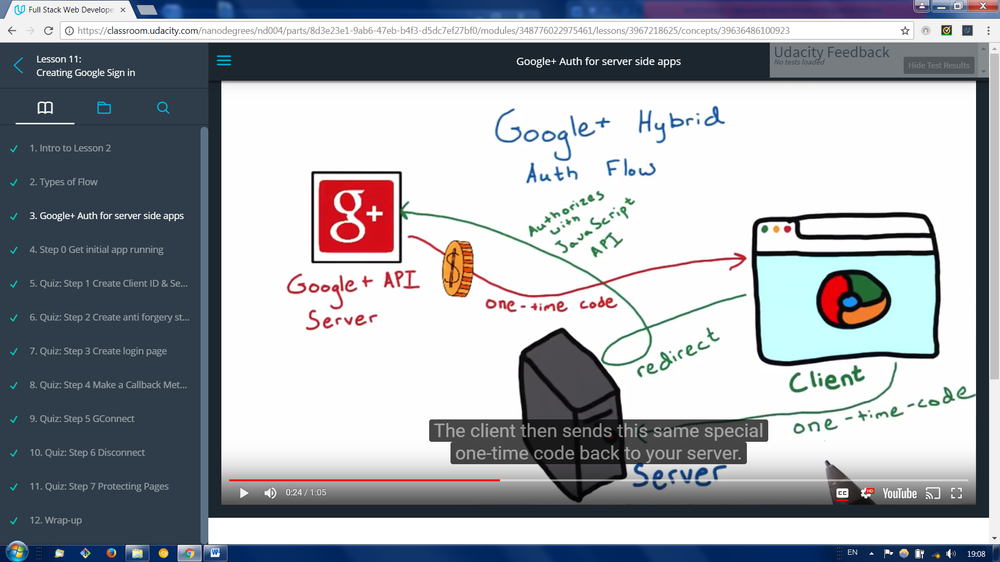 Full Stack Web Develope
https://classroom.udacity.com/nanodegrees/nd004/parts/8d3e23e1-9ab6-47eb-b4f3-d5dc7ef27bf0/modules/348776022975461/lessons/3967218625/concepts/39636486100923
Lesson 11:
Creating Google Sign in
Google+ Auth for server side apps
Udacity Feedback
No tests loaded
Hide Test Results
1. Intro to Lesson 2
2. Types of Flow
3. Google+ Auth for server side apps
4. Step 0 Get initial app running
5. Quiz: Step 1 Create Client ID & Se...
6. Quiz: Step 2 Create anti forgery st...
7. Quiz: Step 3 Create login page
8. Quiz: Step 4 Make a Callback Met...
9. Quiz: Step 5 GConnect
10. Quiz: Step 6 Disconnect
11. Quiz: Step 7 Protecting Pages
12. Wrap-up
Google+ Hybrid
Auth Flow
g+
Authorizes
with
JavaScript
API
$
Google+ API
Server
one-time code
redirect
Client
one-time-code
The client then sends this same special
one-time code back to your server.
Server
0:24 / 1:05
CC
HD
YouTube
EN
19:08